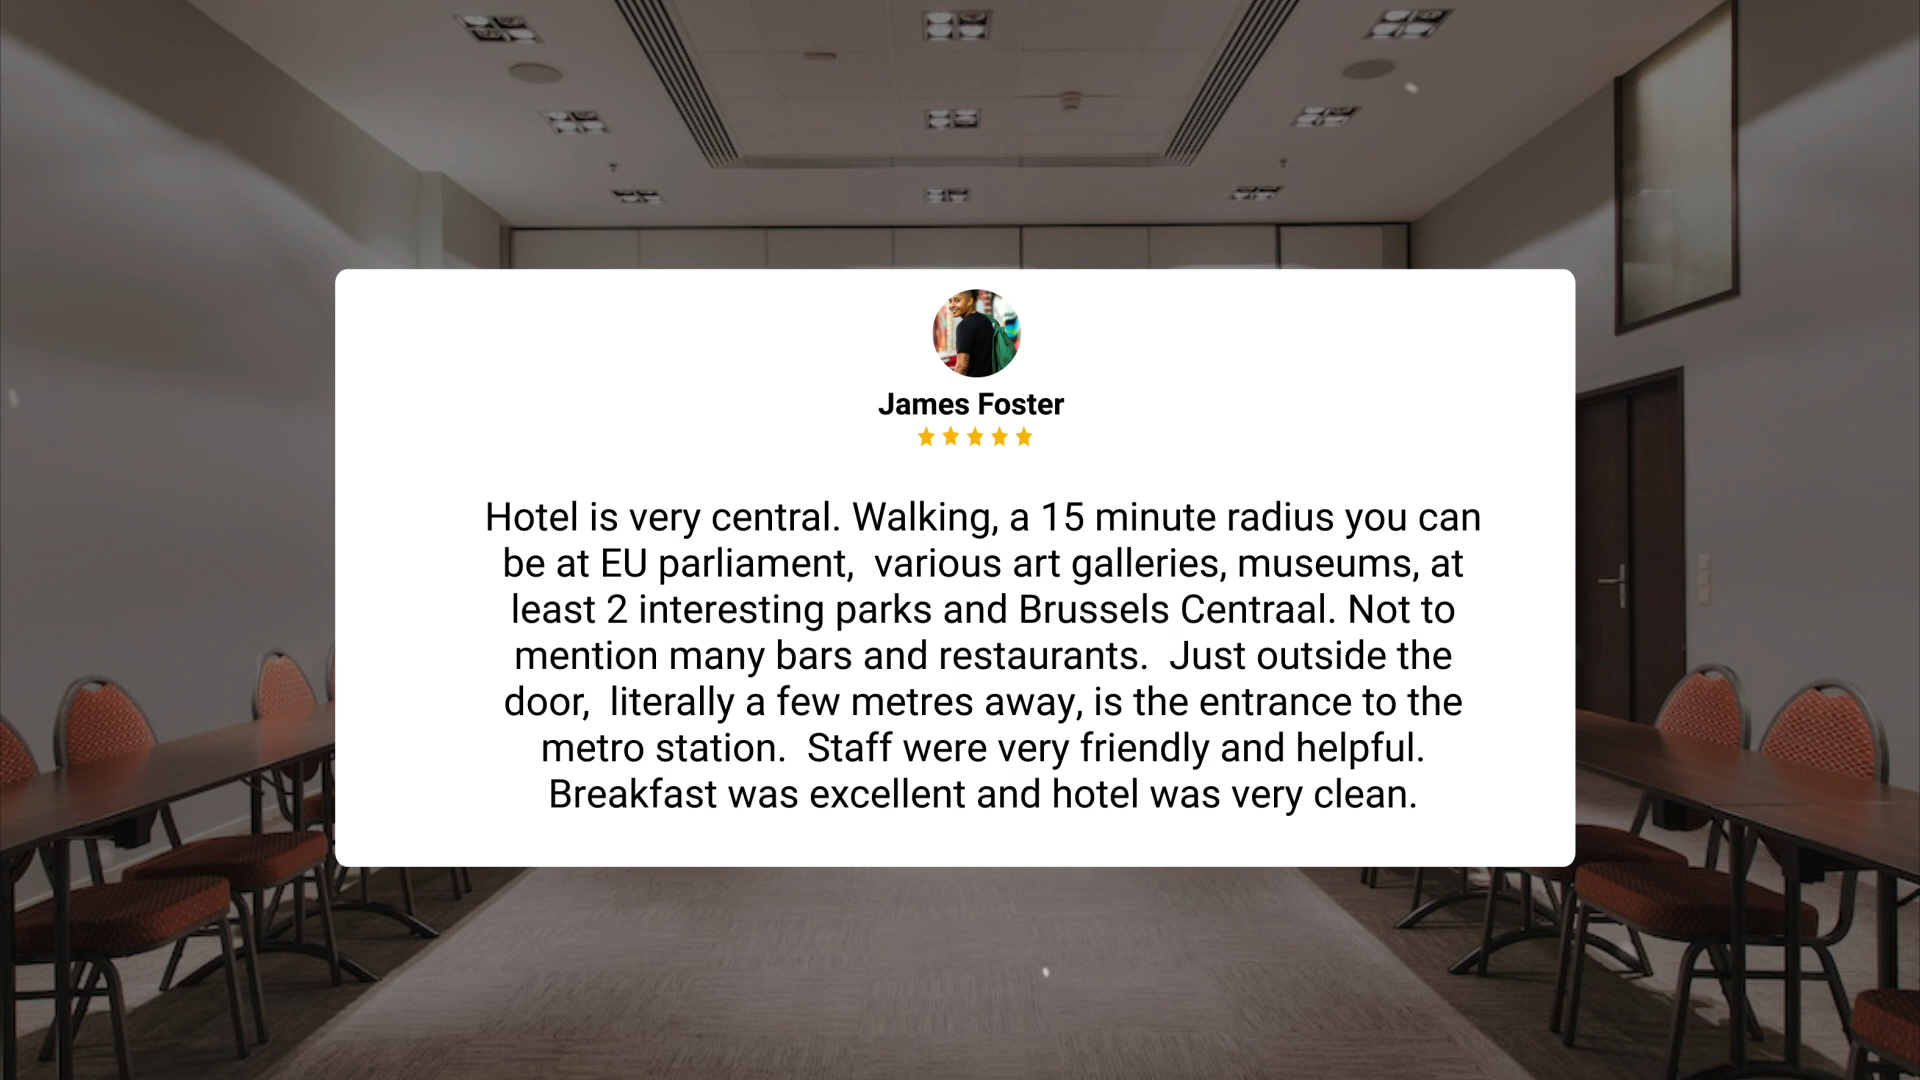 James Foster
Hotel is very central. Walking, a 15 minute radius you can
be at EU parliament,  various art galleries, museums, at
least 2 interesting parks and Brussels Centraal. Not to
mention many bars and restaurants.  Just outside the
door,  literally a few metres away, is the entrance to the
metro station.  Staff were very friendly and helpful.
Breakfast was excellent and hotel was very clean.